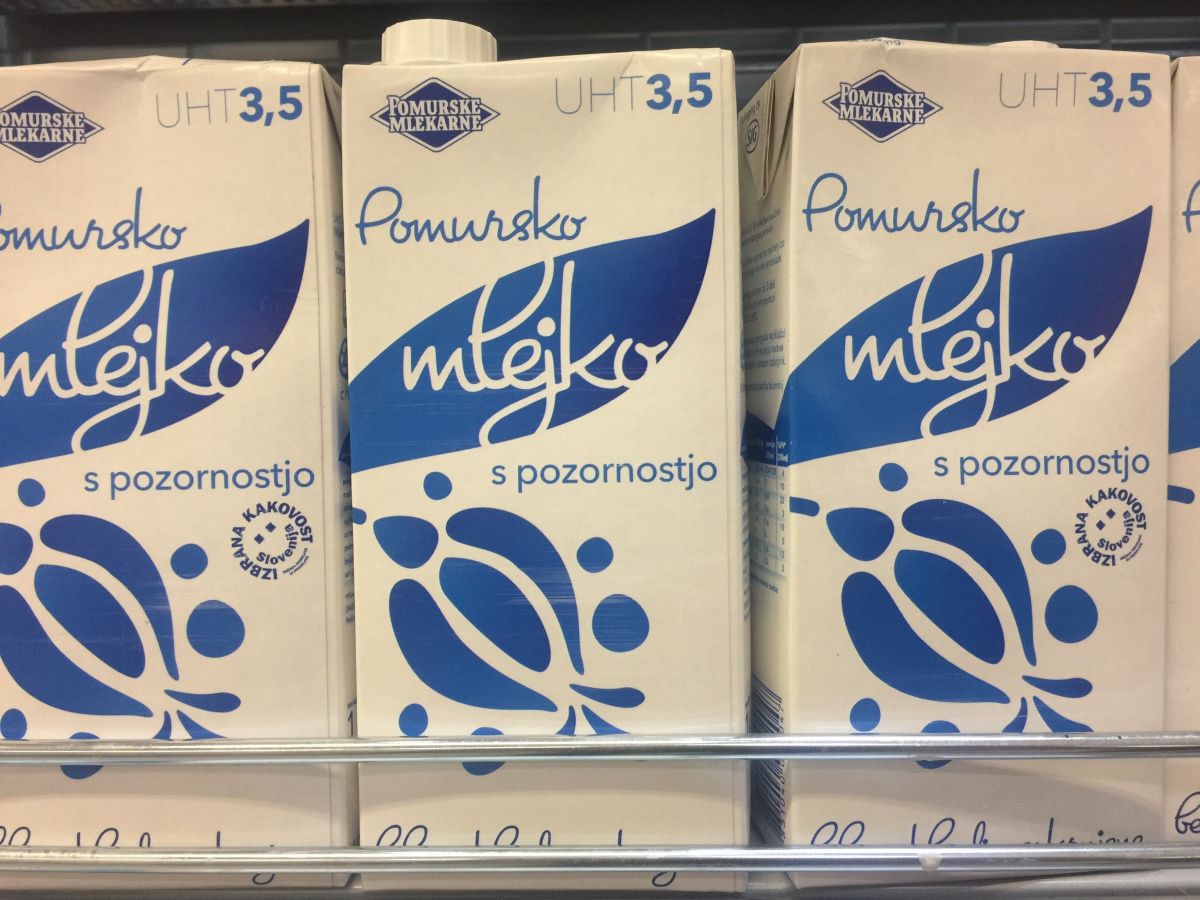 POMURSKE
MLEKARNE
UHT3,5
Pomursko
mlejko
s pozornostjo
IZBRANA KAKOVOST
Slovenija
POMURSKE
MLEKARNE
UHT3,5
Pomursko
mlejko
s pozornostjo
SIG
POMURSKE
MLEKARNE
UHT3,5
Pomursko
mlejko
s pozornostjo
IZBRANA KAKOVOST
Slovenija